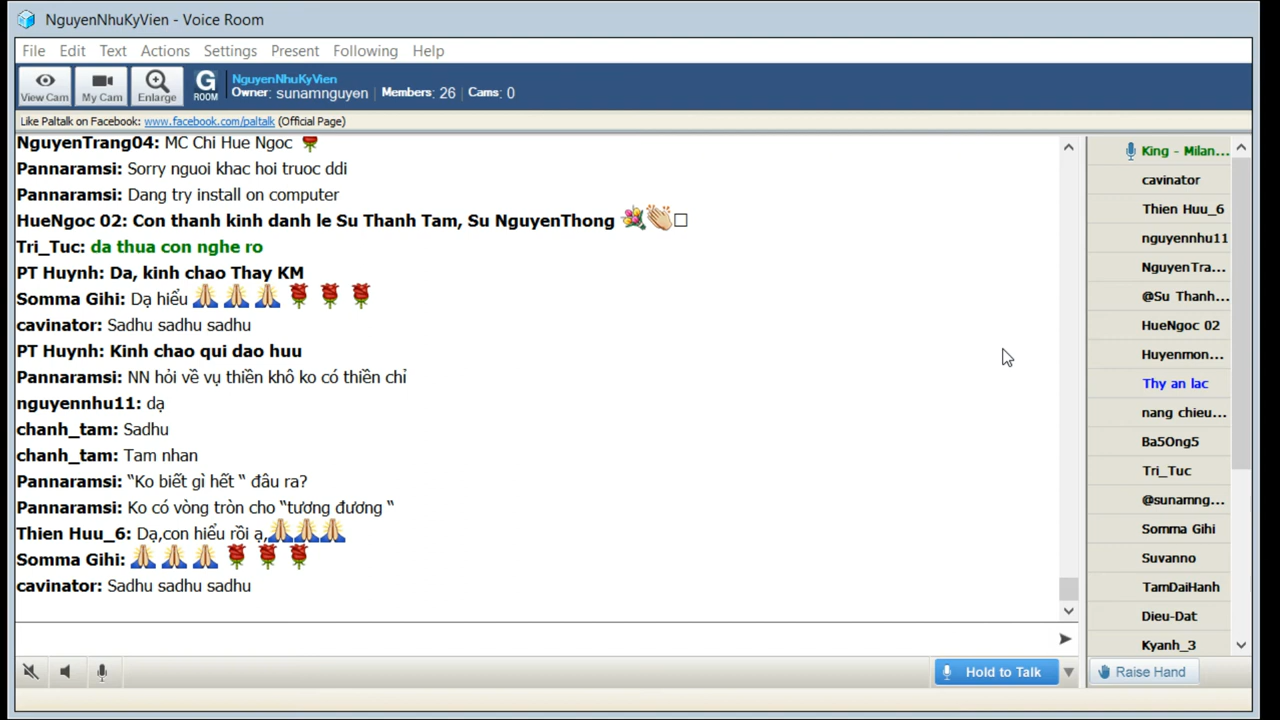 NguyenNhuKyVien - Voice Room
File Edit Text Actions Settings Present Following Help
View Cam
My Cam
Enlarge
G ROOM
NguyenNhuKyVien
Owner: sunamnguyen | Members: 26 | Cams: 0
Like Paltalk on Facebook: www.facebook.com/paltalk (Official Page)
NguyenTrang04: MC Chi Hue Ngoc 🌹
Pannaramsi: Sorry nguoi khac hoi truoc ddi
Pannaramsi: Dang try install on computer
HueNgoc 02: Con thanh kinh danh le Su Thanh Tam, Su NguyenThong 💐👏□
Tri_Tuc: da thua con nghe ro
PT Huynh: Da, kinh chao Thay KM
Somma Gihi: Dạ hiểu 🙏🙏🙏🌹🌹🌹
cavinator: Sadhu sadhu sadhu
PT Huynh: Kinh chao qui dao huu
Pannaramsi: NN hỏi về vụ thiền khô ko có thiền chỉ
nguyennhu11: dạ
chanh_tam: Sadhu
chanh_tam: Tam nhan
Pannaramsi: “Ko biết gì hết “ đâu ra?
Pannaramsi: Ko có vòng tròn cho “tương đương “
Thien Huu_6: Dạ,con hiểu rồi ạ,🙏🙏🙏
Somma Gihi: 🙏🙏🙏🌹🌹🌹
cavinator: Sadhu sadhu sadhu
King - Milan...
cavinator
Thien Huu_6
nguyennhu11
NguyenTra...
@Su Thanh...
HueNgoc 02
Huyenmon...
Thy an lac
nang chieu...
Ba5Ong5
Tri_Tuc
@sunamng...
Somma Gihi
Suvanno
TamDaiHanh
Dieu-Dat
Kyanh_3
Hold to Talk
Raise Hand